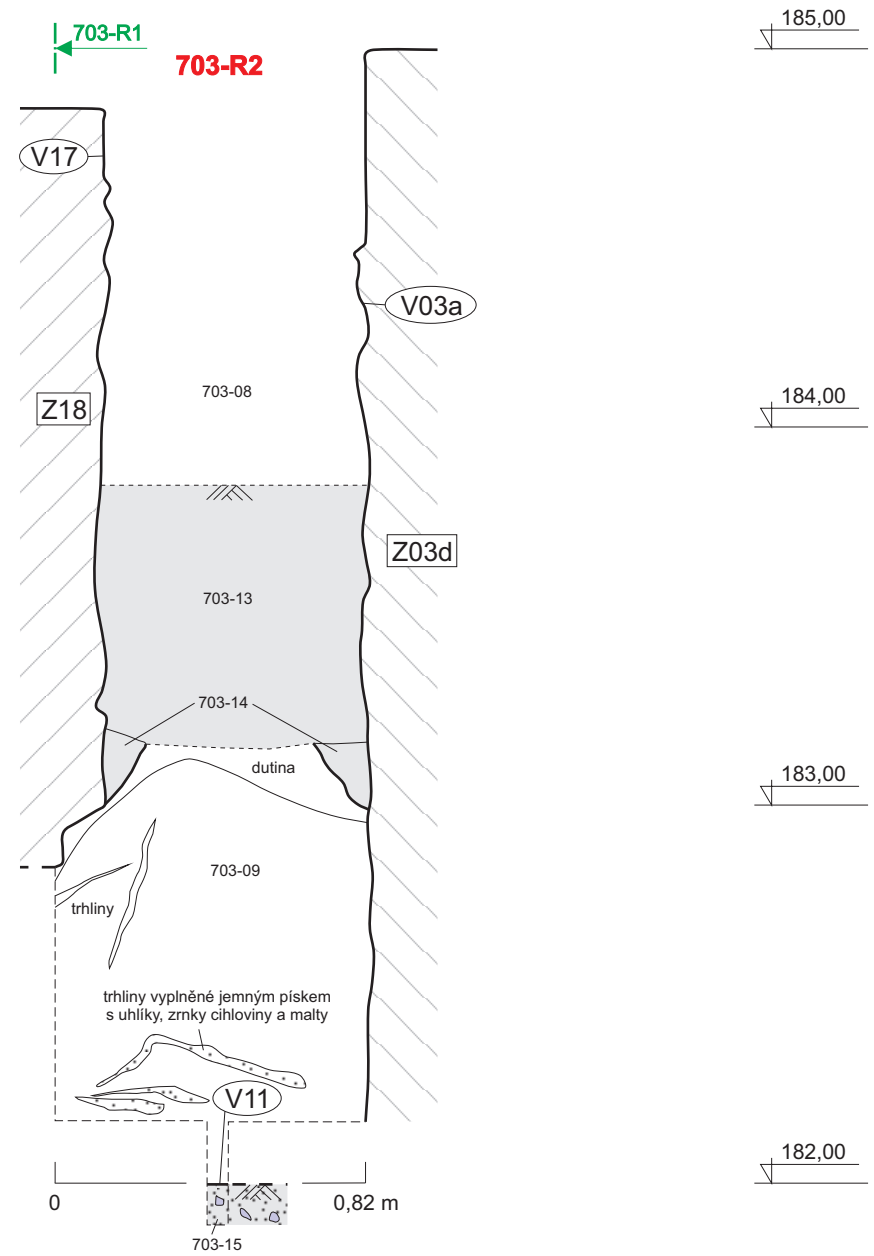 703-R1
703-R2
185,00
V17
V03a
703-08
184,00
Z18
Z03d
703-13
703-14
dutina
183,00
703-09
trhliny
trhliny vyplněné jemným pískem
s uhlíky, zrnky cihloviny a malty
V11
182,00
0
0,82 m
703-15